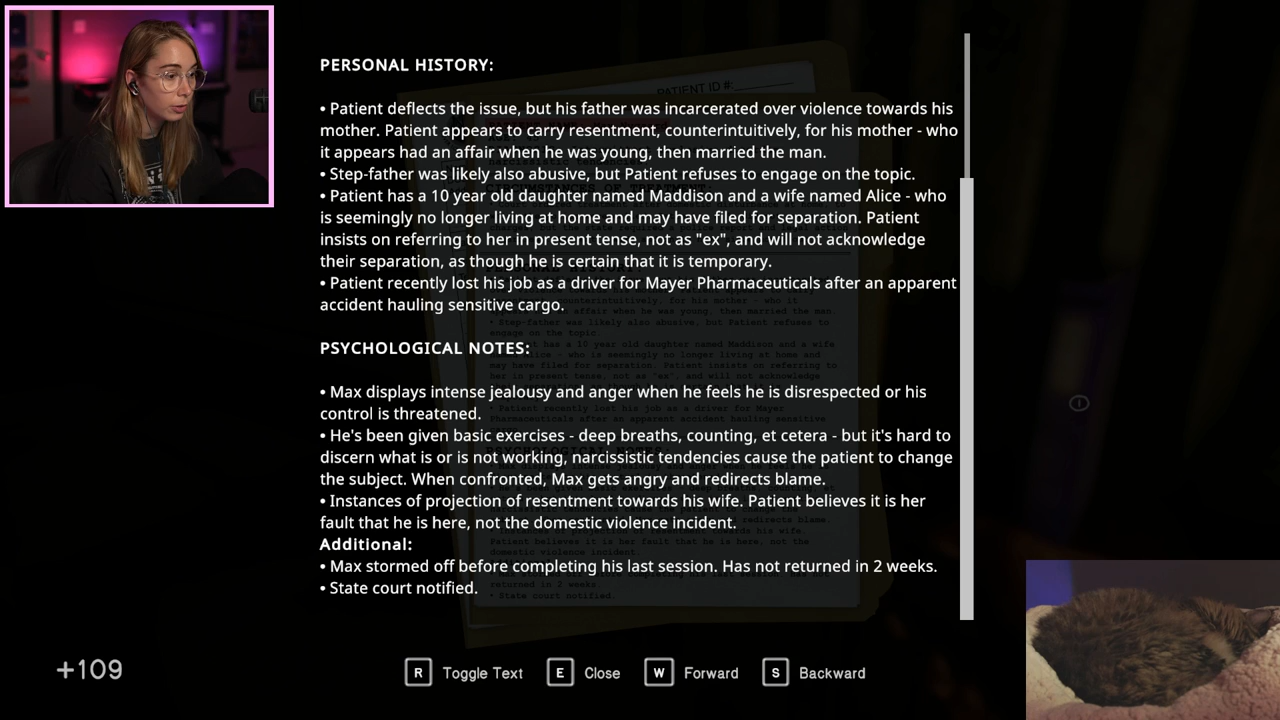 PATIENT ID #:
PERSONAL HISTORY:
• Patient deflects the issue, but his father was incarcerated over violence towards his
mother. Patient appears to carry resentment, counterintuitively, for his mother - who
it appears had an affair when he was young, then married the man.
• Step-father was likely also abusive, but Patient refuses to engage on the topic.
• Patient has a 10 year old daughter named Maddison and a wife named Alice - who
is seemingly no longer living at home and may have filed for separation. Patient
insists on referring to her in present tense, not as "ex", and will not acknowledge
their separation, as though he is certain that it is temporary.
• Patient recently lost his job as a driver for Mayer Pharmaceuticals after an apparent
accident hauling sensitive cargo.
PSYCHOLOGICAL NOTES:
• Max displays intense jealousy and anger when he feels he is disrespected or his
control is threatened.
• He's been given basic exercises - deep breaths, counting, et cetera - but it's hard to
discern what is or is not working, narcissistic tendencies cause the patient to change
the subject. When confronted, Max gets angry and redirects blame.
• Instances of projection of resentment towards his wife. Patient believes it is her
fault that he is here, not the domestic violence incident.
Additional:
• Max stormed off before completing his last session. Has not returned in 2 weeks.
• State court notified.
+109
R Toggle Text E Close W Forward S Backward